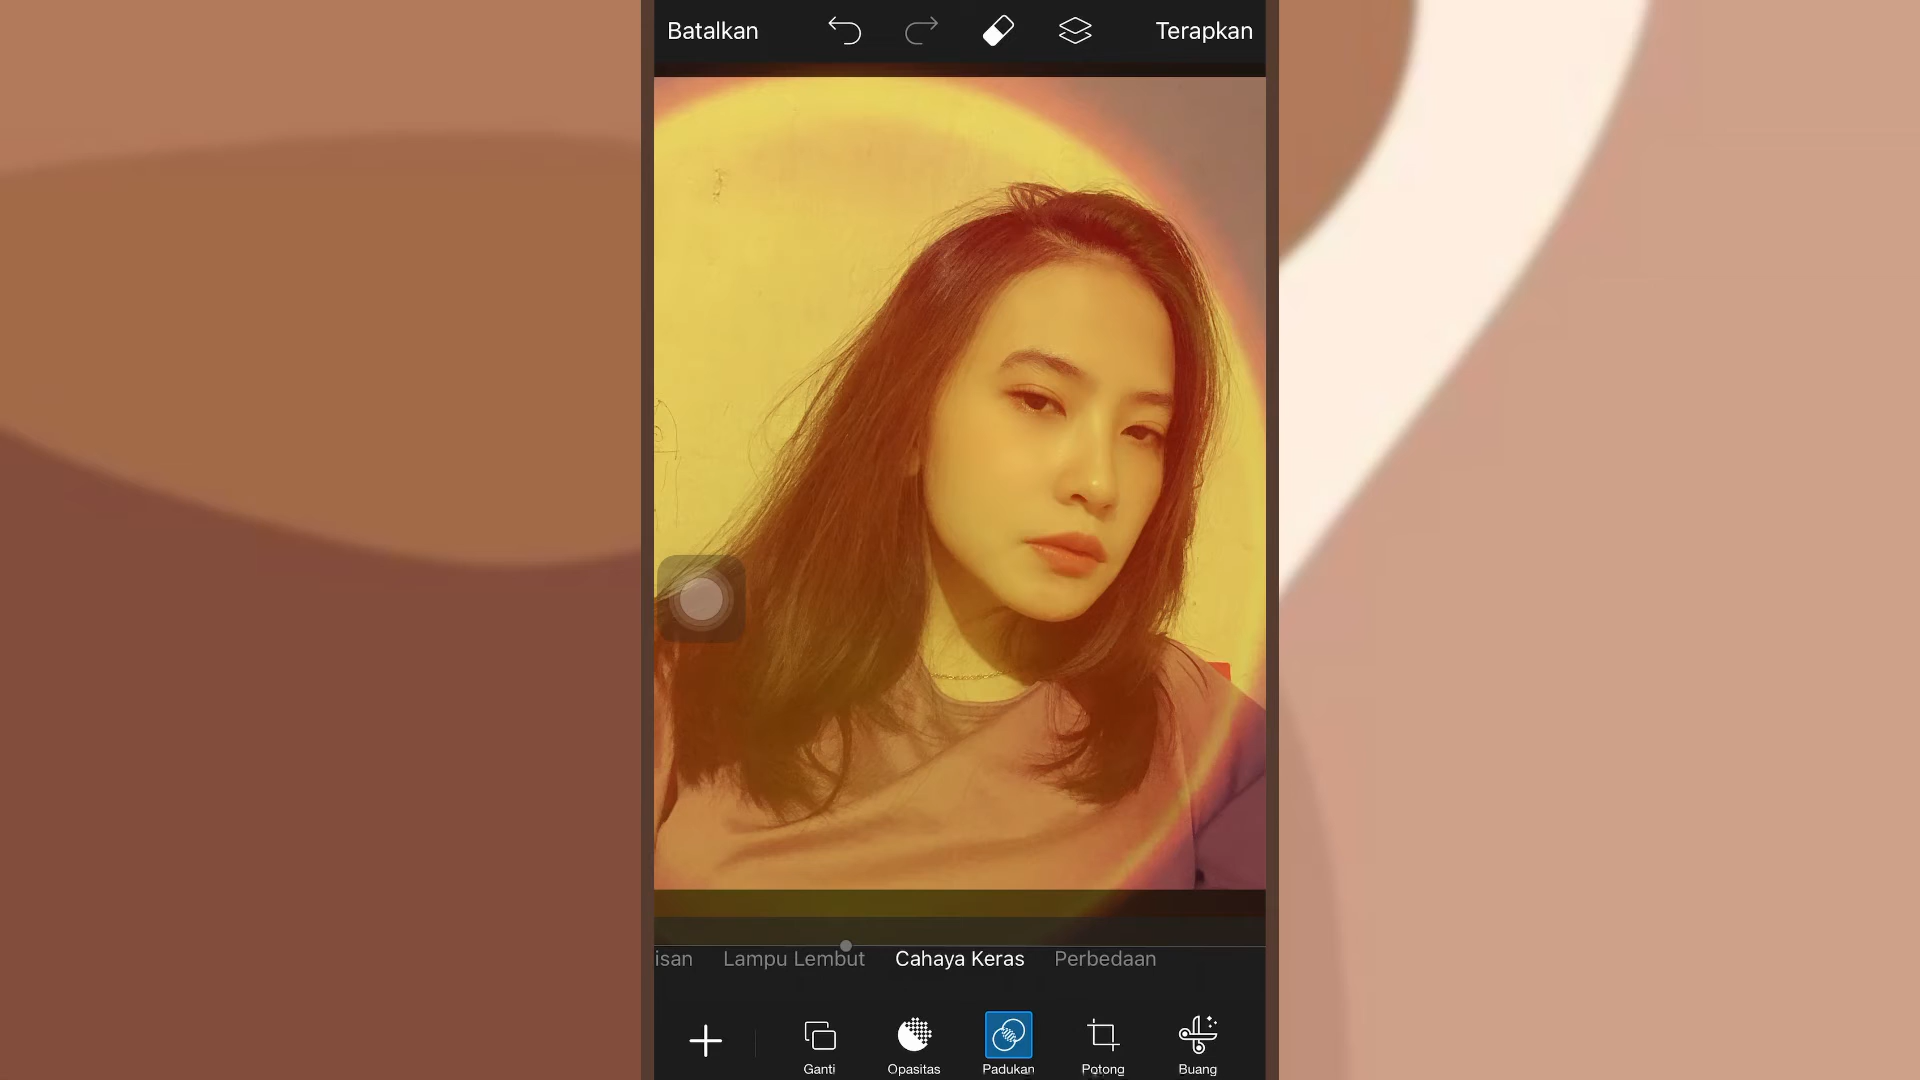 Batalkan Terapkan
isan Lampu Lembut Cahaya Keras Perbedaan
Ganti Opasitas Padukan Potong Buang